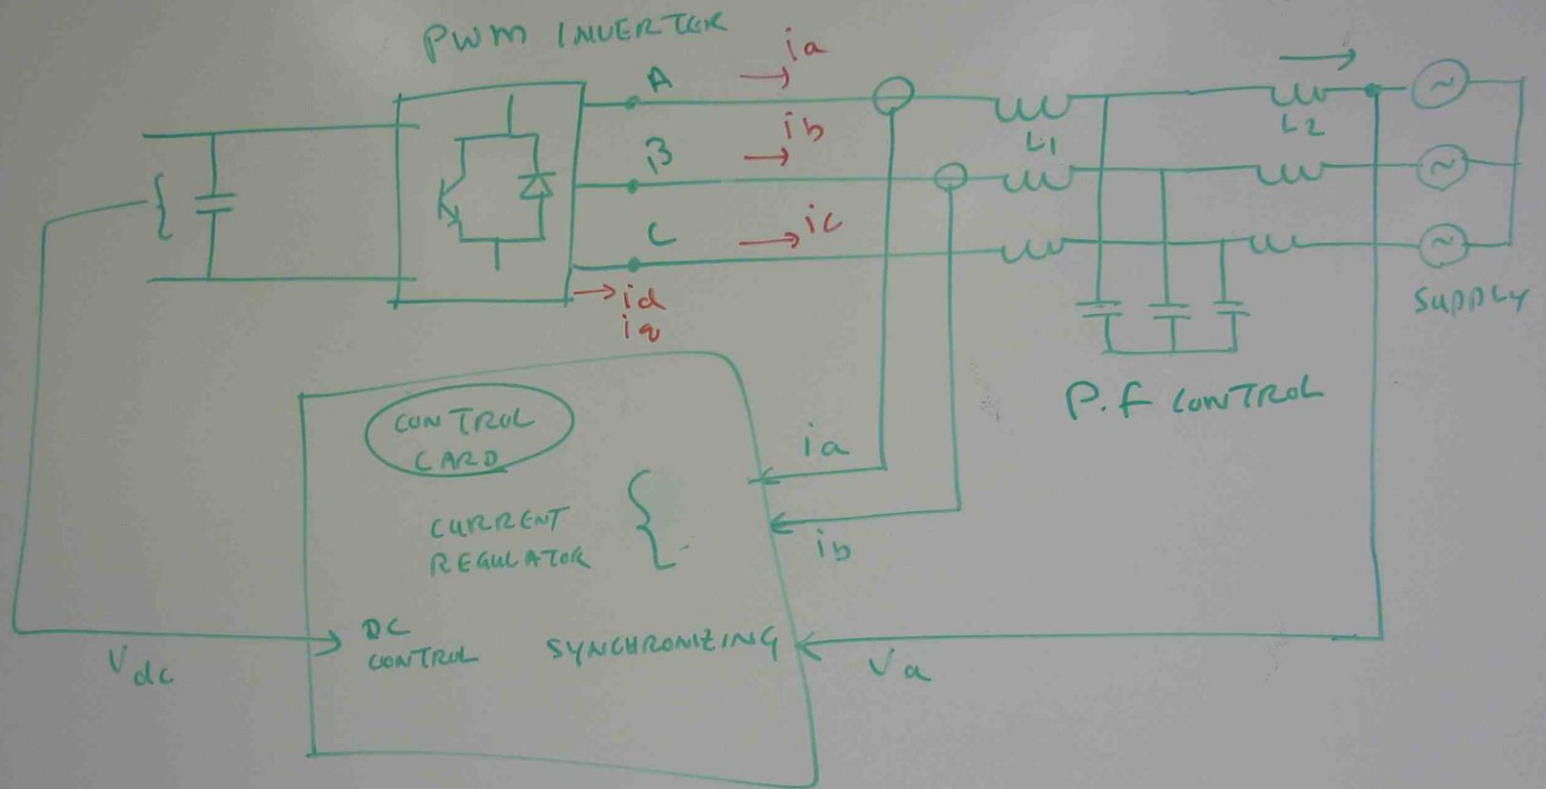 PWM INVERTER
A
ia
B
ib
C
ic
id
iq
L1
L2
SUPPLY
P.f CONTROL
CONTROL
CARD
CURRENT
REGULATOR
ia
ib
DC
CONTROL
SYNCHRONIZING
Vdc
Va